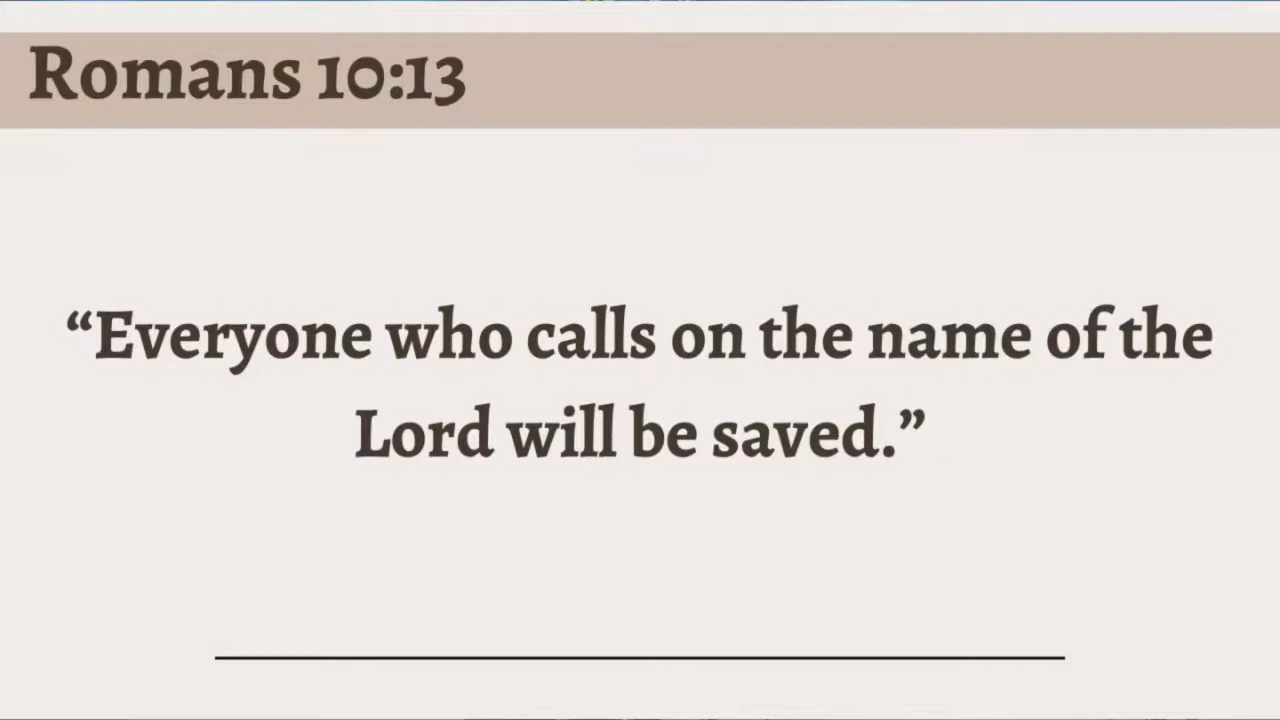 Romans 10:13
“Everyone who calls on the name of the
Lord will be saved.”